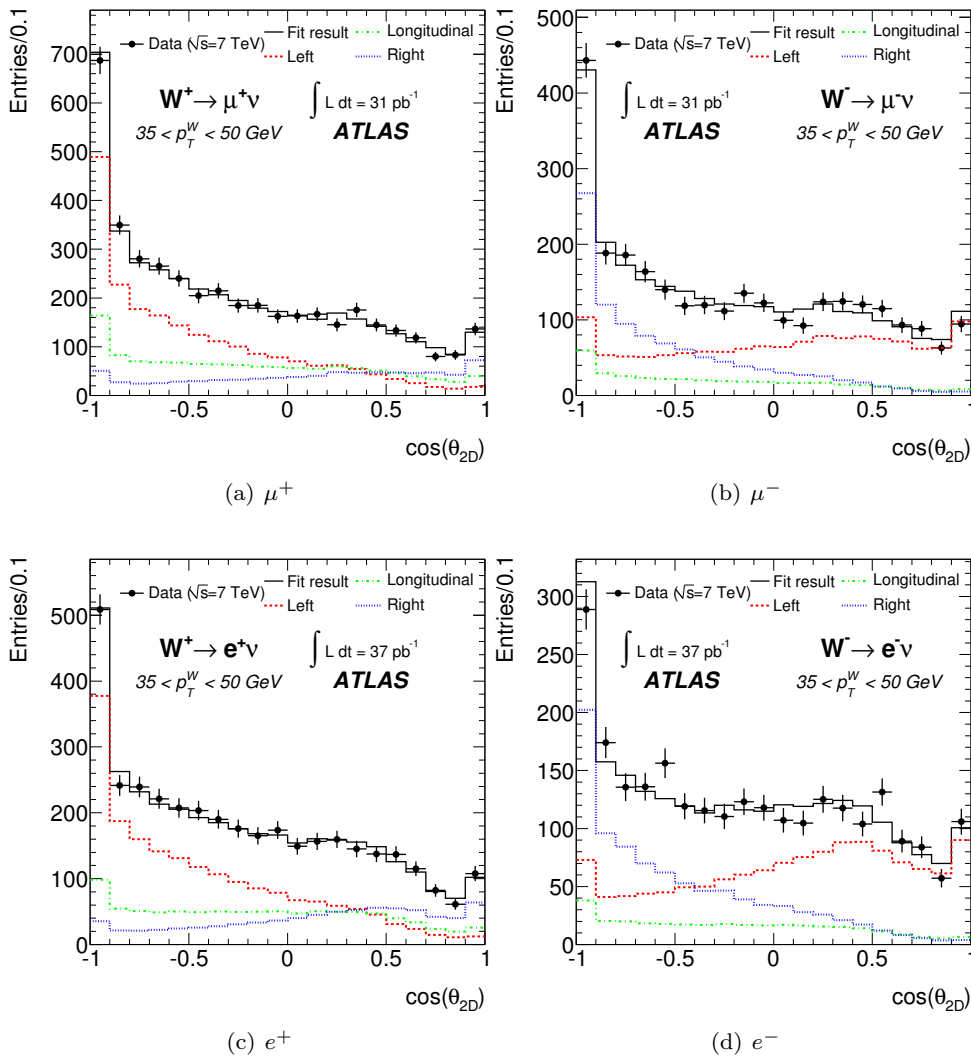 Entries/0.1
700
600
500
400
300
200
100
0
Data (√s=7 TeV)
Fit result
Longitudinal
Left
Right
W⁺→ μ⁺ν
∫ L dt = 31 pb⁻¹
35 < p_T^W < 50 GeV
ATLAS
-1 -0.5 0 0.5 1
cos(θ_2D)
(a) μ⁺
Entries/0.1
500
400
300
200
100
0
Data (√s=7 TeV)
Fit result
Longitudinal
Left
Right
∫ L dt = 31 pb⁻¹
W⁻→ μ⁻ν
ATLAS
35 < p_T^W < 50 GeV
-1 -0.5 0 0.5 1
cos(θ_2D)
(b) μ⁻
Entries/0.1
500
400
300
200
100
0
Data (√s=7 TeV)
Fit result
Longitudinal
Left
Right
W⁺→ e⁺ν
∫ L dt = 37 pb⁻¹
35 < p_T^W < 50 GeV
ATLAS
-1 -0.5 0 0.5 1
cos(θ_2D)
(c) e⁺
Entries/0.1
300
250
200
150
100
50
0
Data (√s=7 TeV)
Fit result
Longitudinal
Left
Right
∫ L dt = 37 pb⁻¹
W⁻→ e⁻ν
ATLAS
35 < p_T^W < 50 GeV
-1 -0.5 0 0.5 1
cos(θ_2D)
(d) e⁻